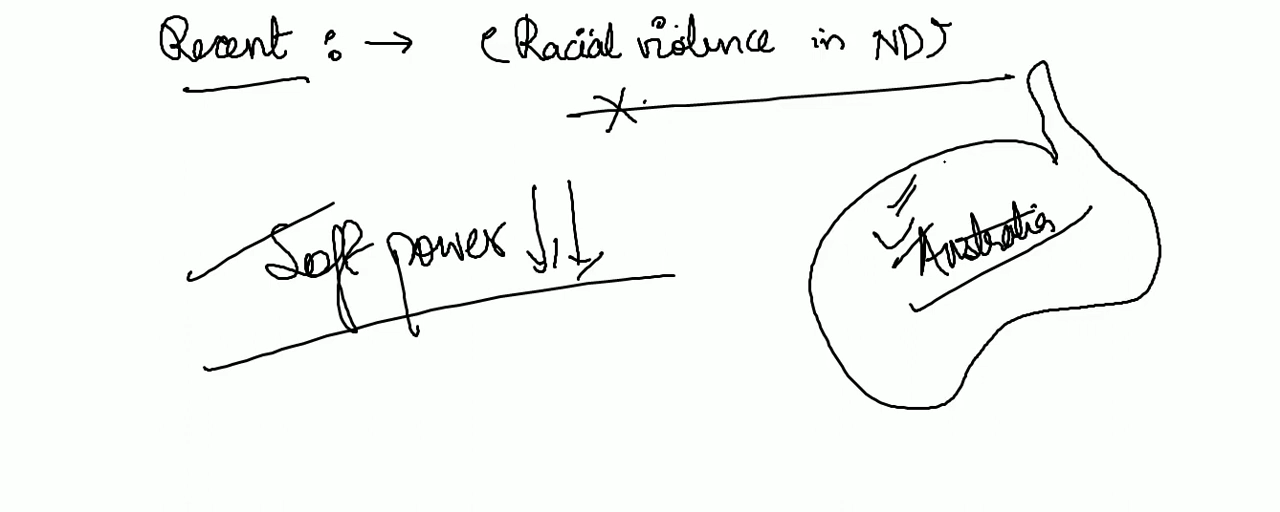 Recent : → (Racial violence in ND)
Soft power ↓↓
Australia